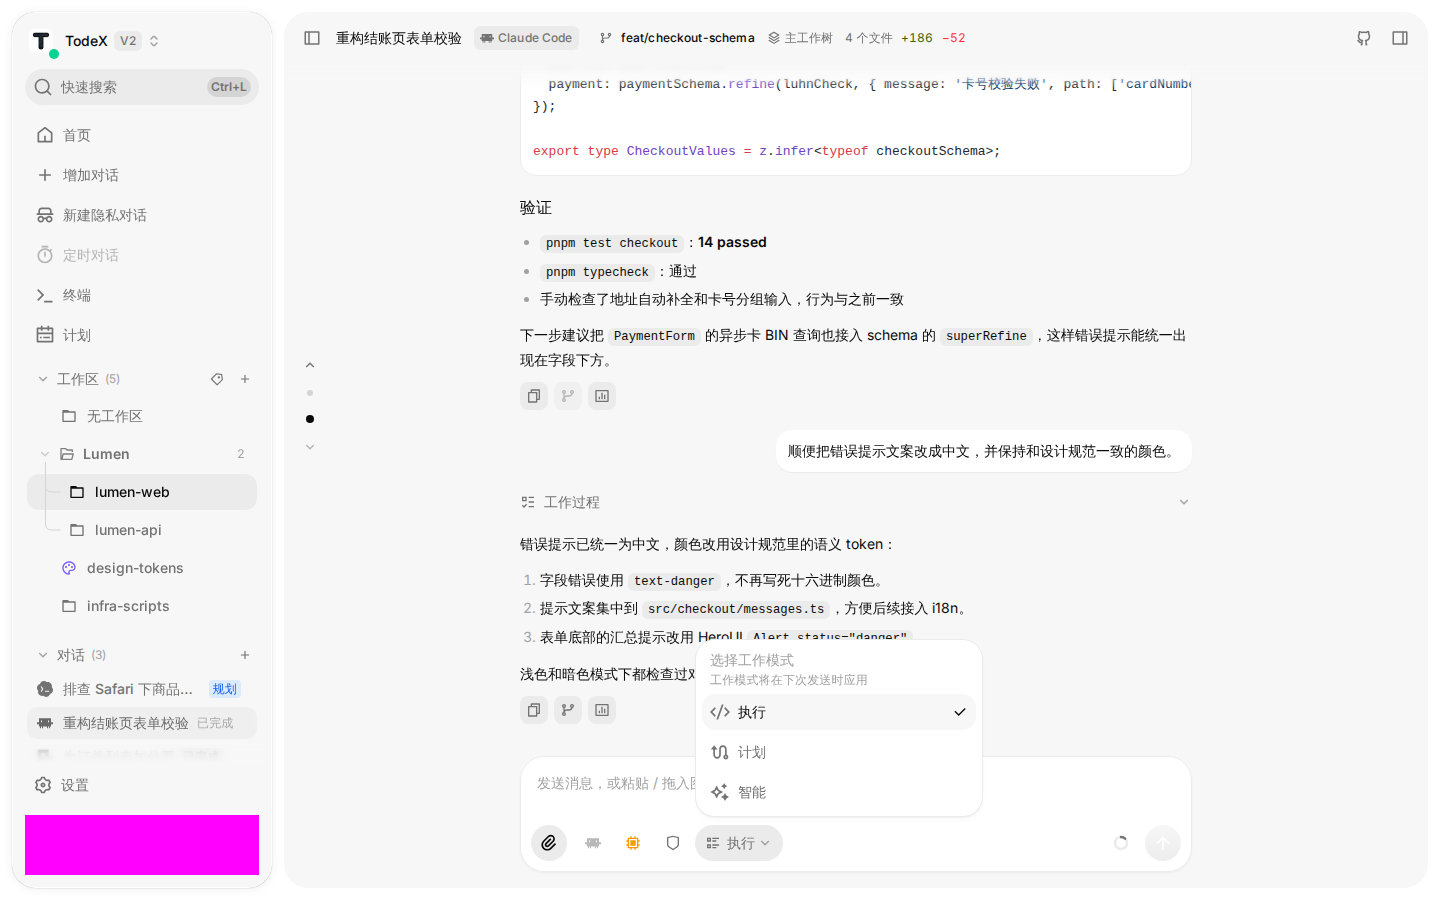 TodeX V2
快速搜索 Ctrl+L
首页
增加对话
新建隐私对话
定时对话
终端
计划
工作区 (5)
无工作区
Lumen 2
lumen-web
lumen-api
design-tokens
infra-scripts
对话 (3)
排查 Safari 下商品... 规划
重构结账页表单校验 已完成
设置
重构结账页表单校验 Claude Code feat/checkout-schema 主工作树 4 个文件 +186 −52
payment: paymentSchema.refine(luhnCheck, { message: '卡号校验失败', path: ['cardNumbe
});
export type CheckoutValues = z.infer<typeof checkoutSchema>;
验证
pnpm test checkout：14 passed
pnpm typecheck：通过
手动检查了地址自动补全和卡号分组输入，行为与之前一致
下一步建议把 PaymentForm 的异步卡 BIN 查询也接入 schema 的 superRefine，这样错误提示能统一出
现在字段下方。
顺便把错误提示文案改成中文，并保持和设计规范一致的颜色。
工作过程
错误提示已统一为中文，颜色改用设计规范里的语义 token：
1. 字段错误使用 text-danger，不再写死十六进制颜色。
2. 提示文案集中到 src/checkout/messages.ts，方便后续接入 i18n。
3. 表单底部的汇总提示改用 HeroUI Alert status="danger"
浅色和暗色模式下都检查过对
选择工作模式
工作模式将在下次发送时应用
执行
计划
智能
发送消息，或粘贴 / 拖入
执行